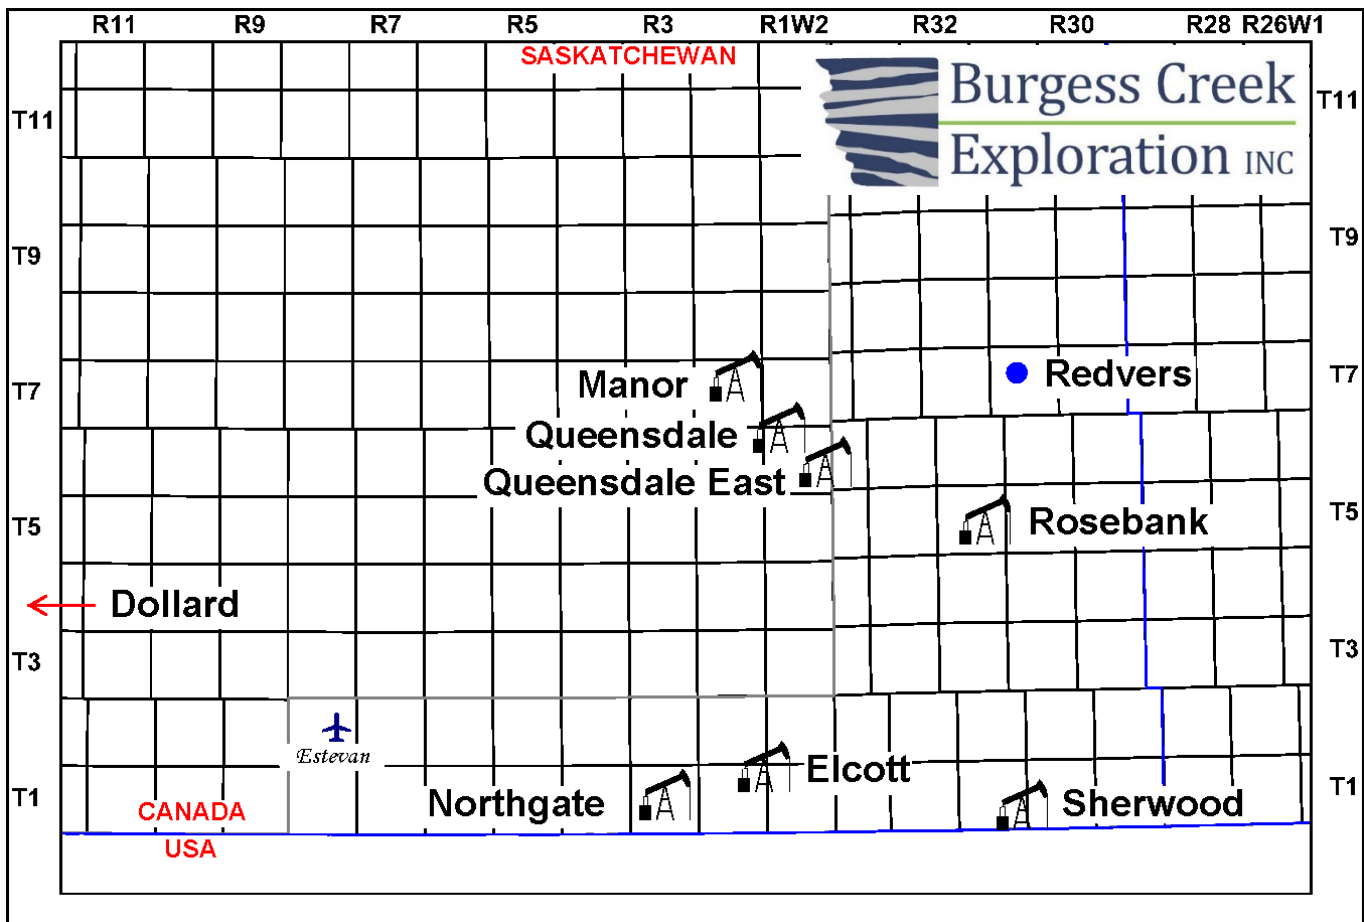 R11 R9 R7 R5 R3 R1W2 R32 R30 R28 R26W1
SASKATCHEWAN
Burgess Creek
Exploration INC
T11 T11
T9 T9
T7 T7
Manor
Redvers
Queensdale
Queensdale East
T5 T5
Rosebank
Dollard
T3 T3
Estevan
Elcott
T1 T1
Northgate
Sherwood
CANADA
USA